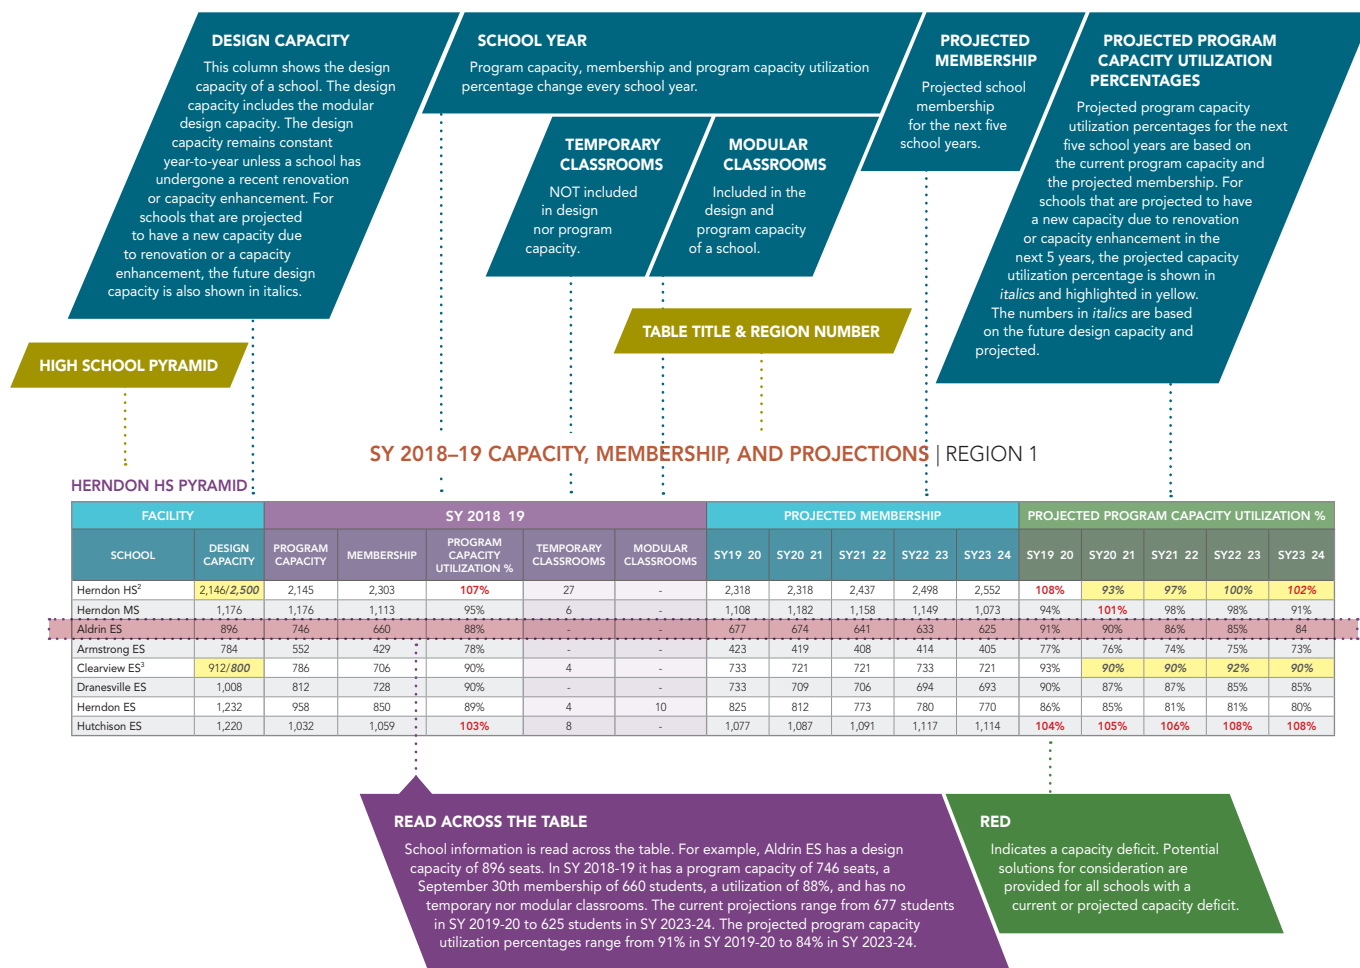 DESIGN CAPACITY
This column shows the design
capacity of a school. The design
capacity includes the modular
design capacity. The design
capacity remains constant
year-to-year unless a school has
undergone a recent renovation
or capacity enhancement. For
schools that are projected
to have a new capacity due
to renovation or a capacity
enhancement, the future design
capacity is also shown in italics.
SCHOOL YEAR
Program capacity, membership and program capacity utilization
percentage change every school year.
TEMPORARY
CLASSROOMS
NOT included
in design
nor program
capacity.
MODULAR
CLASSROOMS
Included in the
design and
program capacity
of a school.
PROJECTED
MEMBERSHIP
Projected school
membership
for the next five
school years.
PROJECTED PROGRAM
CAPACITY UTILIZATION
PERCENTAGES
Projected program capacity
utilization percentages for the next
five school years are based on
the current program capacity and
the projected membership. For
schools that are projected to have
a new capacity due to renovation
or capacity enhancement in the
next 5 years, the projected capacity
utilization percentage is shown in
italics and highlighted in yellow.
The numbers in italics are based
on the future design capacity and
projected.
TABLE TITLE & REGION NUMBER
HIGH SCHOOL PYRAMID
SY 2018–19 CAPACITY, MEMBERSHIP, AND PROJECTIONS | REGION 1
HERNDON HS PYRAMID
FACILITY SY 2018 19 PROJECTED MEMBERSHIP PROJECTED PROGRAM CAPACITY UTILIZATION %
SCHOOL DESIGN CAPACITY PROGRAM CAPACITY MEMBERSHIP PROGRAM CAPACITY UTILIZATION % TEMPORARY CLASSROOMS MODULAR CLASSROOMS SY19 20 SY20 21 SY21 22 SY22 23 SY23 24 SY19 20 SY20 21 SY21 22 SY22 23 SY23 24
Herndon HS² 2,146/2,500 2,145 2,303 107% 27 - 2,318 2,318 2,437 2,498 2,552 108% 93% 97% 100% 102%
Herndon MS 1,176 1,176 1,113 95% 6 - 1,108 1,182 1,158 1,149 1,073 94% 101% 98% 98% 91%
Aldrin ES 896 746 660 88% - - 677 674 641 633 625 91% 90% 86% 85% 84
Armstrong ES 784 552 429 78% - - 423 419 408 414 405 77% 76% 74% 75% 73%
Clearview ES³ 912/800 786 706 90% 4 - 733 721 721 733 721 93% 90% 90% 92% 90%
Dranesville ES 1,008 812 728 90% - - 733 709 706 694 693 90% 87% 87% 85% 85%
Herndon ES 1,232 958 850 89% 4 10 825 812 773 780 770 86% 85% 81% 81% 80%
Hutchison ES 1,220 1,032 1,059 103% 8 - 1,077 1,087 1,091 1,117 1,114 104% 105% 106% 108% 108%
READ ACROSS THE TABLE
School information is read across the table. For example, Aldrin ES has a design
capacity of 896 seats. In SY 2018-19 it has a program capacity of 746 seats, a
September 30th membership of 660 students, a utilization of 88%, and has no
temporary nor modular classrooms. The current projections range from 677 students
in SY 2019-20 to 625 students in SY 2023-24. The projected program capacity
utilization percentages range from 91% in SY 2019-20 to 84% in SY 2023-24.
RED
Indicates a capacity deficit. Potential
solutions for consideration are
provided for all schools with a
current or projected capacity deficit.